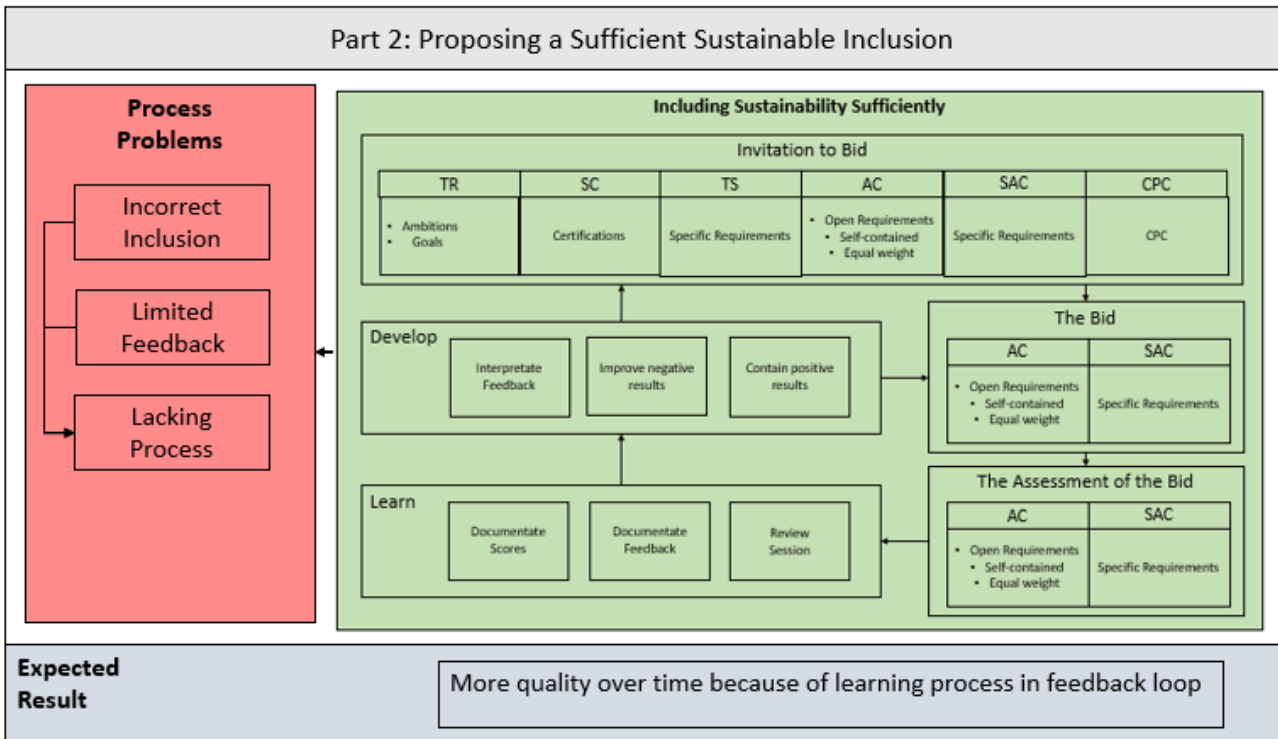 Part 2: Proposing a Sufficient Sustainable Inclusion
Process
Problems
Incorrect
Inclusion
Limited
Feedback
Lacking
Process
Including Sustainability Sufficiently
Invitation to Bid
TR
SC
TS
AC
SAC
CPC
• Ambitions
• Goals
Certifications
Specific Requirements
• Open Requirements
• Self-contained
• Equal weight
Specific Requirements
CPC
Develop
Interpretate
Feedback
Improve negative
results
Contain positive
results
The Bid
AC
SAC
• Open Requirements
• Self-contained
• Equal weight
Specific Requirements
Learn
Documentate
Scores
Documentate
Feedback
Review
Session
The Assessment of the Bid
AC
SAC
• Open Requirements
• Self-contained
• Equal weight
Specific Requirements
Expected
Result
More quality over time because of learning process in feedback loop